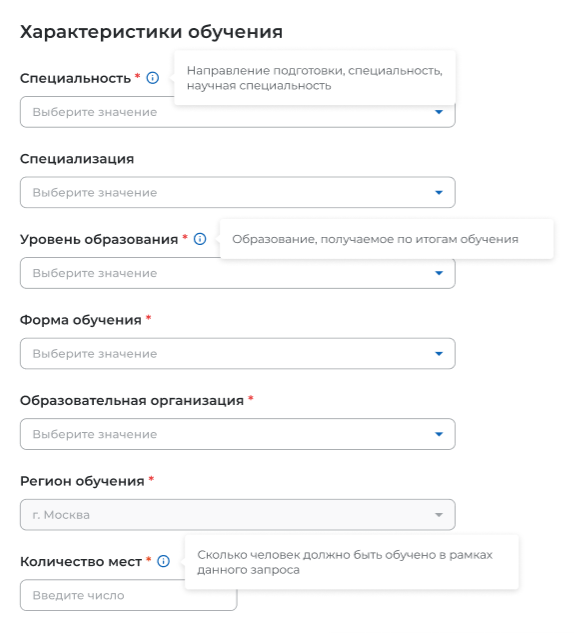 Характеристики обучения
Специальность *
Направление подготовки, специальность,
научная специальность
Выберите значение
Специализация
Выберите значение
Уровень образования *
Образование, получаемое по итогам обучения
Выберите значение
Форма обучения *
Выберите значение
Образовательная организация *
Выберите значение
Регион обучения *
г. Москва
Количество мест *
Сколько человек должно быть обучено в рамках
данного запроса
Введите число